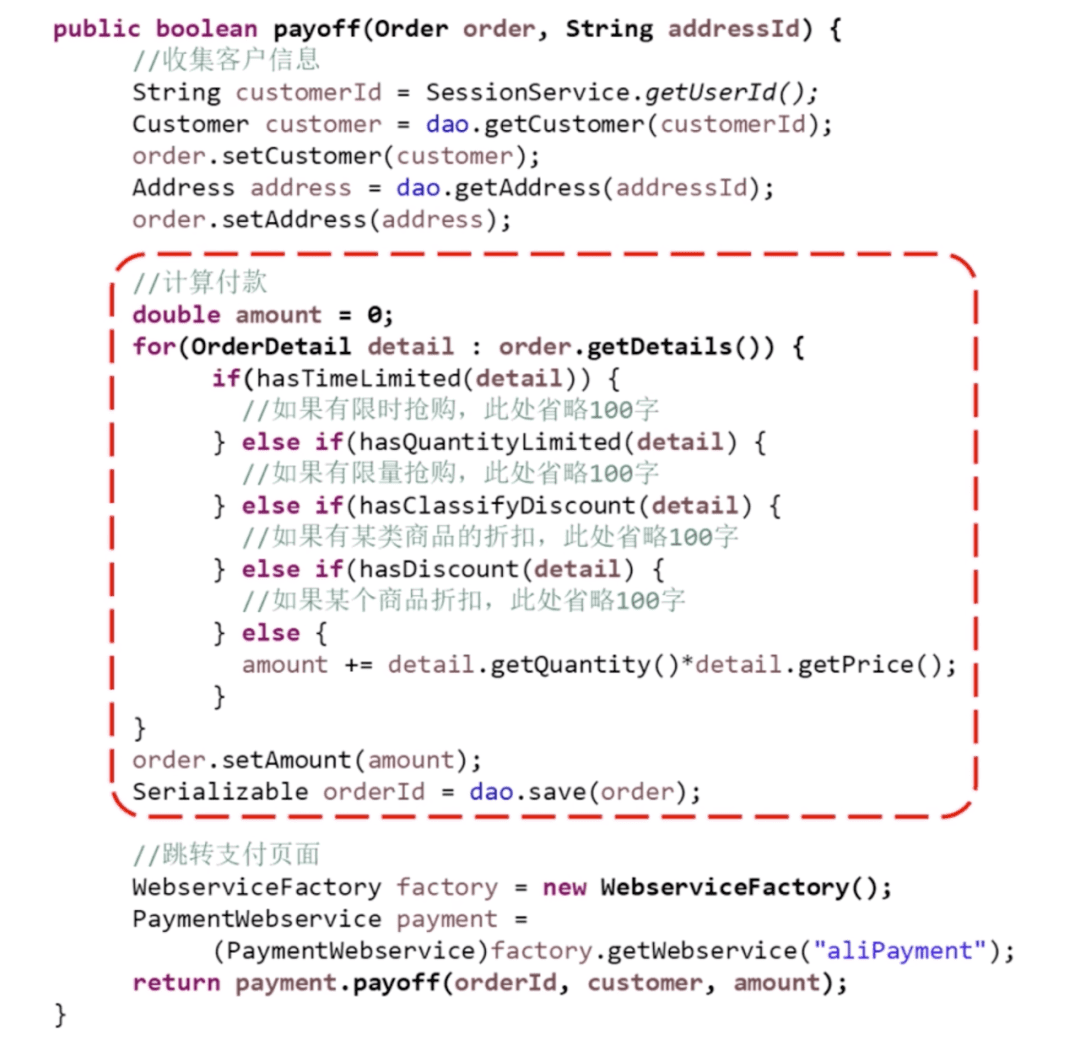 public boolean payoff(Order order, String addressId) {
//收集客户信息
String customerId = SessionService.getUserId();
Customer customer = dao.getCustomer(customerId);
order.setCustomer(customer);
Address address = dao.getAddress(addressId);
order.setAddress(address);
//计算付款
double amount = 0;
for(OrderDetail detail : order.getDetails()) {
if(hasTimeLimited(detail)) {
//如果有限时抢购，此处省略100字
} else if(hasQuantityLimited(detail) {
//如果有限量抢购，此处省略100字
} else if(hasClassifyDiscount(detail) {
//如果有某类商品的折扣，此处省略100字
} else if(hasDiscount(detail) {
//如果某个商品折扣，此处省略100字
} else {
amount += detail.getQuantity()*detail.getPrice();
}
}
order.setAmount(amount);
Serializable orderId = dao.save(order);
//跳转支付页面
WebserviceFactory factory = new WebserviceFactory();
PaymentWebservice payment =
(PaymentWebservice)factory.getWebservice("aliPayment");
return payment.payoff(orderId, customer, amount);
}